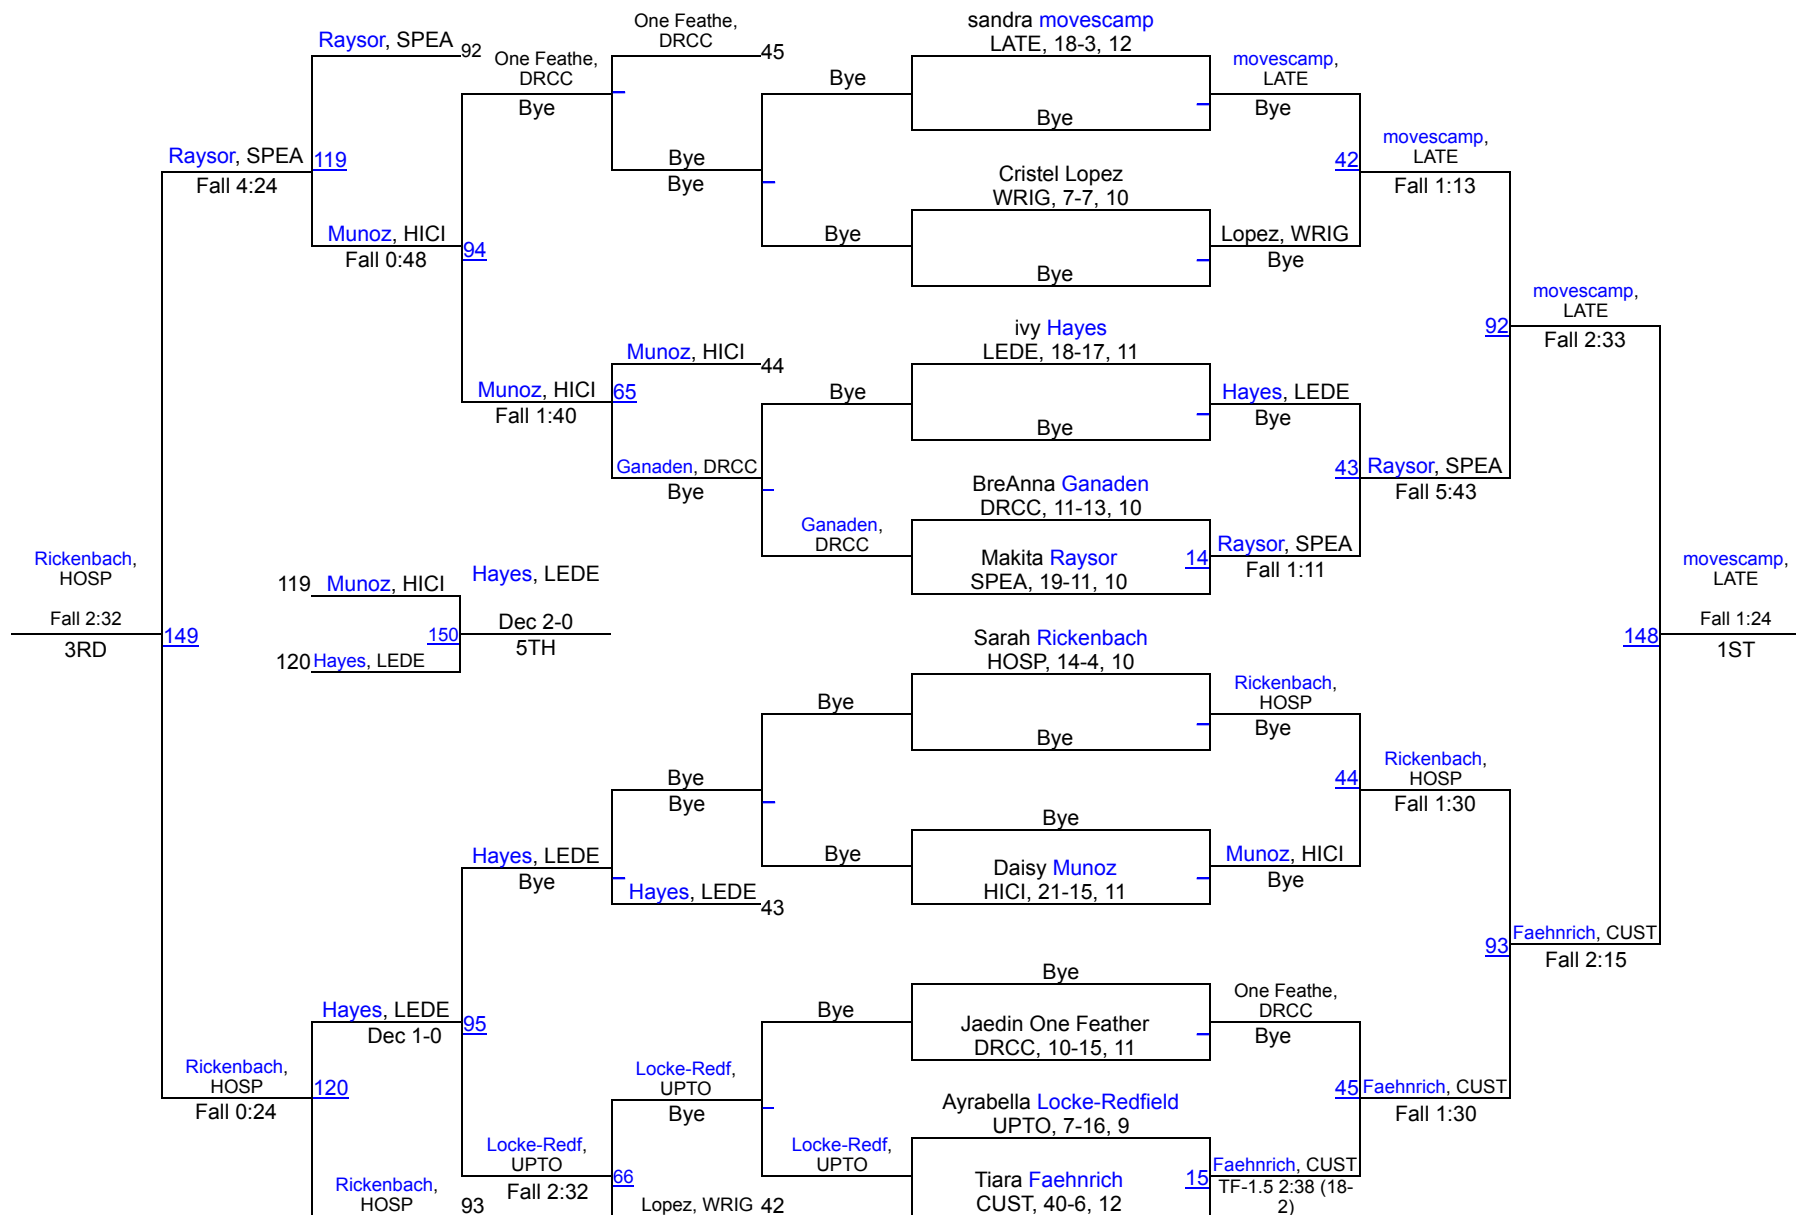 One Feathe,
DRCC
45
sandra movescamp
LATE, 18-3, 12
Raysor, SPEA
92
One Feathe,
DRCC
Bye
Bye
Bye
movescamp,
LATE
Bye
Raysor, SPEA
119
Fall 4:24
Bye
Bye
Cristel Lopez
WRIG, 7-7, 10
42
movescamp,
LATE
Fall 1:13
Munoz, HICI
Fall 0:48
94
Bye
Bye
Lopez, WRIG
Bye
movescamp,
LATE
92
Fall 2:33
ivy Hayes
LEDE, 18-17, 11
Munoz, HICI
44
Munoz, HICI
65
Fall 1:40
Bye
Bye
Hayes, LEDE
Bye
Ganaden, DRCC
Bye
43
Raysor, SPEA
Fall 5:43
BreAnna Ganaden
DRCC, 11-13, 10
Ganaden,
DRCC
Makita Raysor
SPEA, 19-11, 10
14
Raysor, SPEA
Fall 1:11
Rickenbach,
HOSP
Fall 2:32
3RD
149
119
Munoz, HICI
Hayes, LEDE
150
Dec 2-0
5TH
120
Hayes, LEDE
movescamp,
LATE
Fall 1:24
1ST
148
Sarah Rickenbach
HOSP, 14-4, 10
Bye
Bye
Rickenbach,
HOSP
Bye
Bye
Bye
44
Rickenbach,
HOSP
Fall 1:30
Bye
Hayes, LEDE
Bye
Bye
Daisy Munoz
HICI, 21-15, 11
Munoz, HICI
Bye
Hayes, LEDE
43
93
Faehnrich, CUST
Fall 2:15
Bye
Hayes, LEDE
Dec 1-0
95
Bye
Jaedin One Feather
DRCC, 10-15, 11
One Feathe,
DRCC
Bye
Rickenbach,
HOSP
Fall 0:24
120
Locke-Redf,
UPTO
Bye
45
Faehnrich, CUST
Fall 1:30
Ayrabella Locke-Redfield
UPTO, 7-16, 9
Locke-Redf,
UPTO
Fall 2:32
66
Locke-Redf,
UPTO
Tiara Faehnrich
CUST, 40-6, 12
15
Faehnrich, CUST
TF-1.5 2:38 (18-
2)
Rickenbach,
HOSP
93
Lopez, WRIG
42